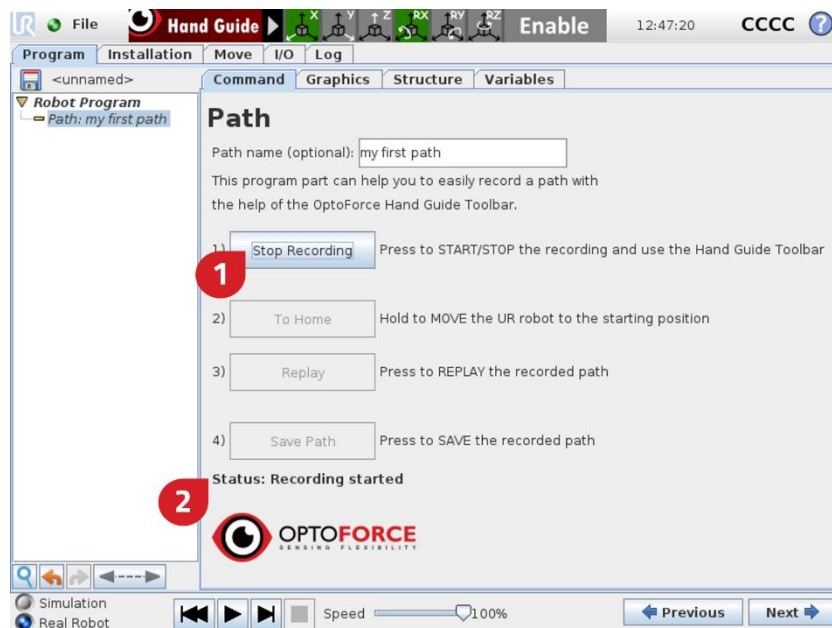 UR File Hand Guide X Y Z RX RY RZ Enable 12:47:20 CCCC ?
Program Installation Move I/O Log
<unnamed> Command Graphics Structure Variables
Robot Program
Path: my first path
Path
Path name (optional): my first path
This program part can help you to easily record a path with
the help of the OptoForce Hand Guide Toolbar.
1) Stop Recording Press to START/STOP the recording and use the Hand Guide Toolbar
1
2) To Home Hold to MOVE the UR robot to the starting position
3) Replay Press to REPLAY the recorded path
4) Save Path Press to SAVE the recorded path
Status: Recording started
2
OPTOFORCE
SENSING FLEXIBILITY
Simulation
Real Robot
Speed 100% Previous Next